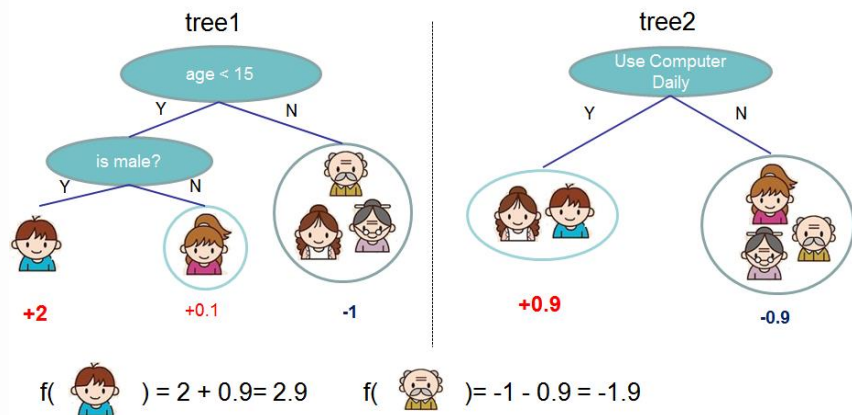 tree1
tree2
age < 15
Use Computer
Daily
Y
N
Y
N
is male?
Y
N
+2
+0.1
-1
+0.9
-0.9
f( ) = 2 + 0.9= 2.9
f( )= -1 - 0.9 = -1.9